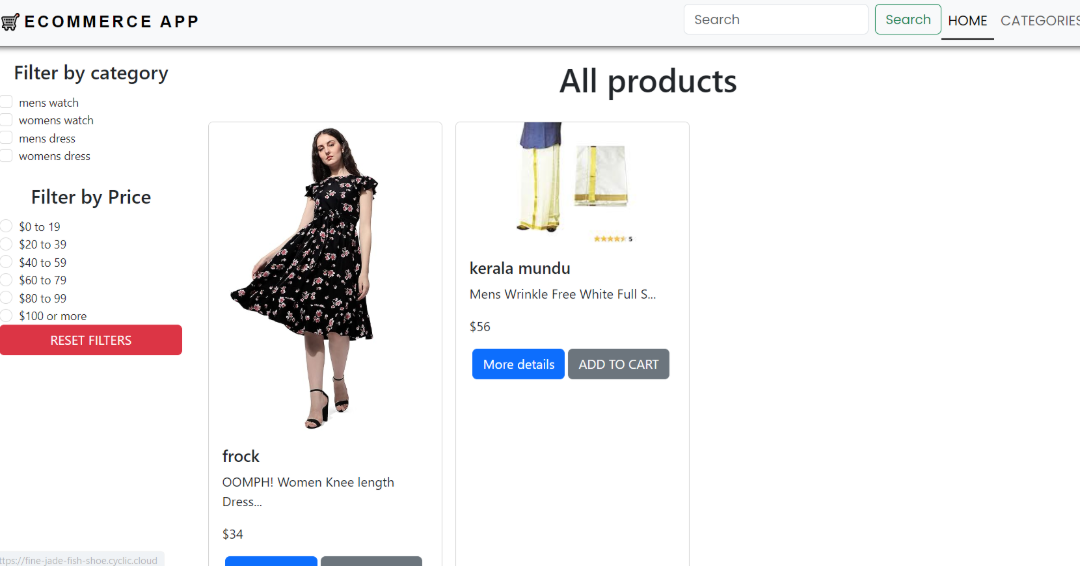 ECOMMERCE APP
Search
Search
HOME
CATEGORIES
Filter by category
mens watch
womens watch
mens dress
womens dress
Filter by Price
$0 to 19
$20 to 39
$40 to 59
$60 to 79
$80 to 99
$100 or more
RESET FILTERS
All products
frock
OOMPH! Women Knee length
Dress...
$34
5
kerala mundu
Mens Wrinkle Free White Full S...
$56
More details
ADD TO CART
ttps://fine-jade-fish-shoe.cyclic.cloud